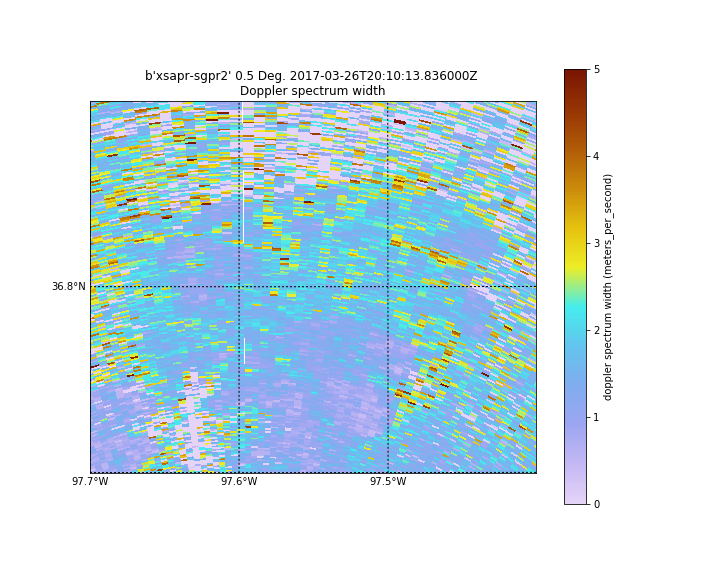 b'xsapr-sgpr2' 0.5 Deg. 2017-03-26T20:10:13.836000Z
Doppler spectrum width
36.8°N
97.7°W
97.6°W
97.5°W
5
4
3
2
1
0
doppler spectrum width (meters_per_second)